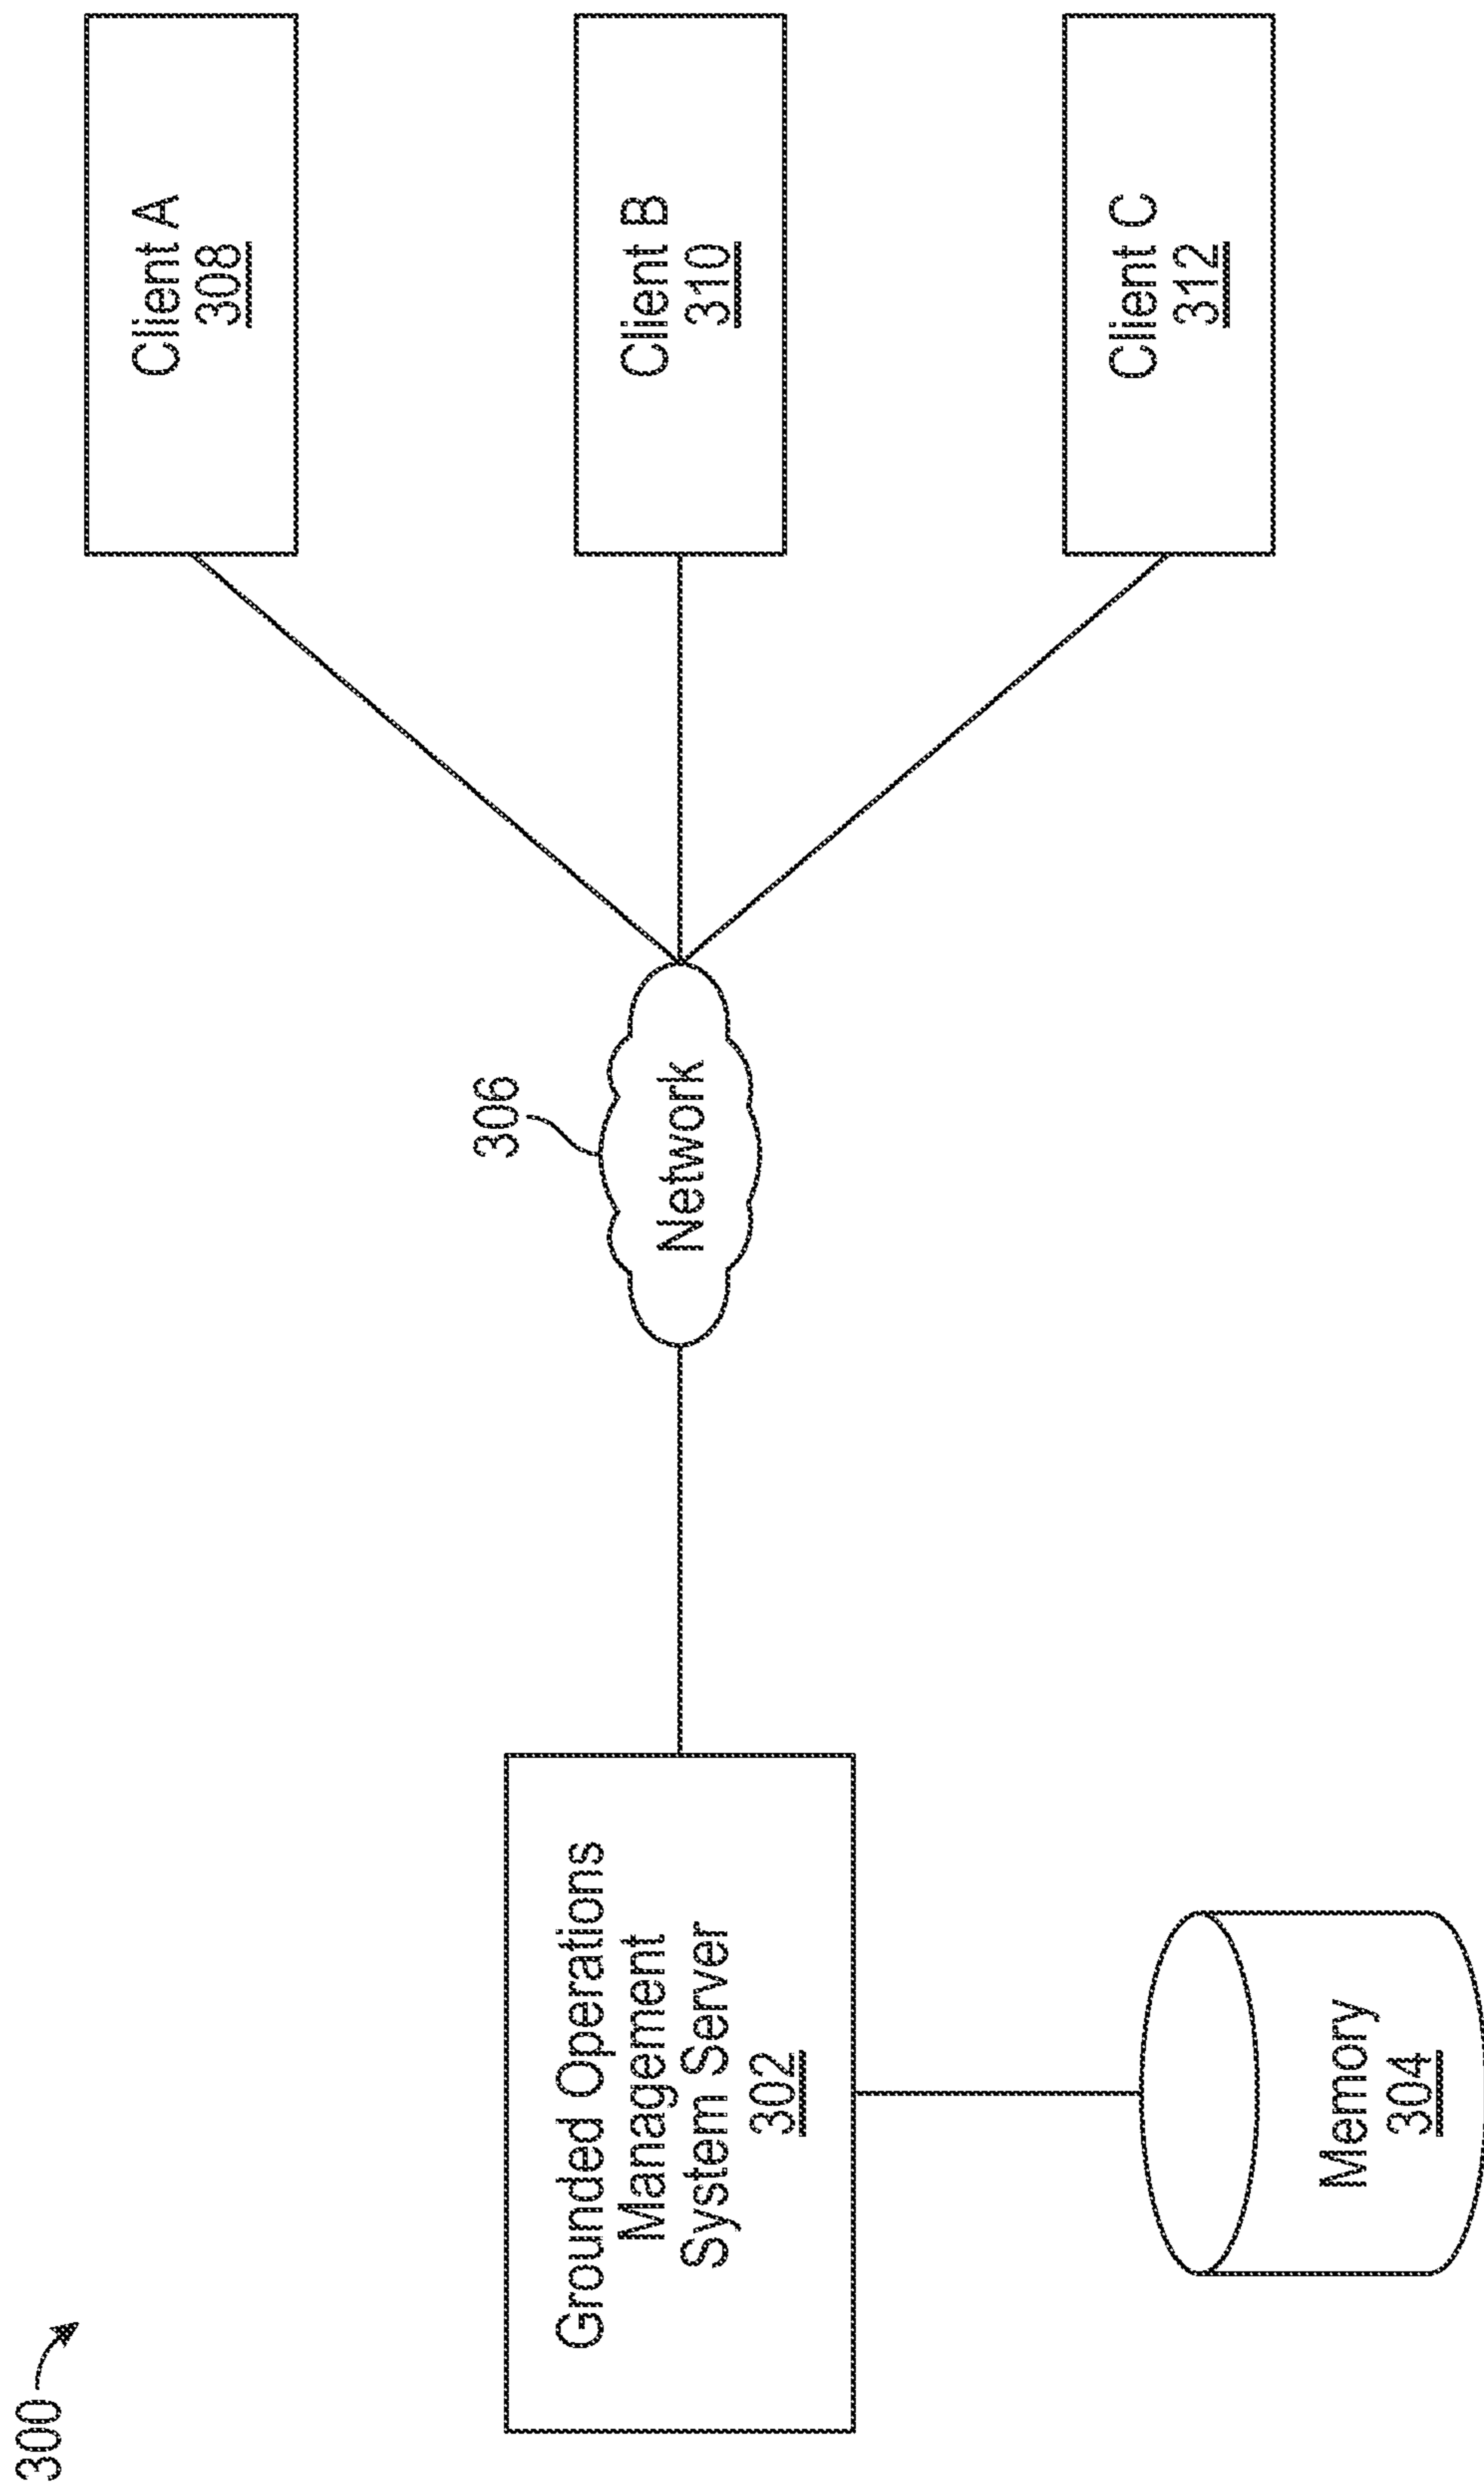 300
Grounded Operations
Management
System Server
302
Memory
304
306
Network
Client A
308
Client B
310
Client C
312